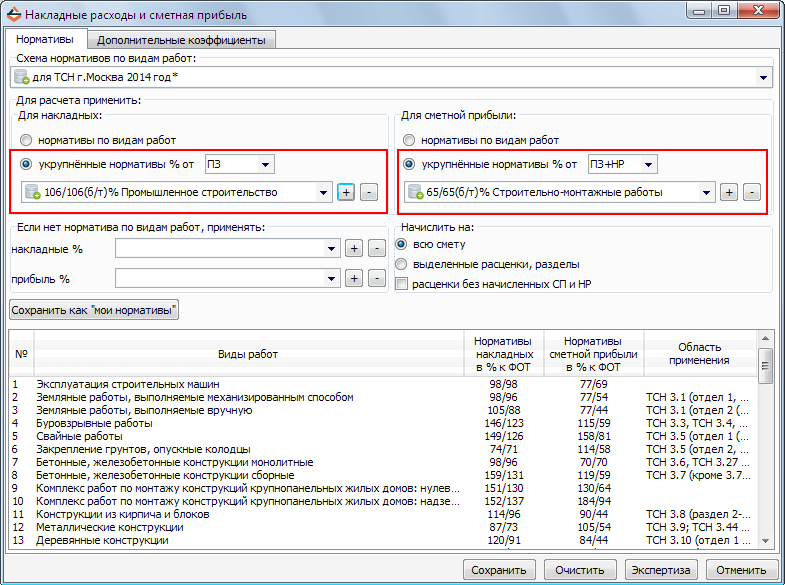 Накладные расходы и сметная прибыль
Нормативы Дополнительные коэффициенты
Схема нормативов по видам работ:
для ТСН г.Москва 2014 год*
Для расчета применить:
Для накладных:
нормативы по видам работ
укрупнённые нормативы % от ПЗ
106/106(б/т)% Промышленное строительство + -
Для сметной прибыли:
нормативы по видам работ
укрупнённые нормативы % от ПЗ+НР
65/65(б/т)% Строительно-монтажные работы + -
Если нет норматива по видам работ, применять:
накладные % + -
прибыль % + -
Начислить на:
всю смету
выделенные расценки, разделы
расценки без начисленных СП и НР
Сохранить как "мои нормативы"
№ Виды работ Нормативы накладных в % к ФОТ Нормативы сметной прибыли в % к ФОТ Область применения
1 Эксплуатация строительных машин 98/98 77/69
2 Земляные работы, выполняемые механизированным способом 98/96 77/54 ТСН 3.1 (отдел 1, ...
3 Земляные работы, выполняемые вручную 105/88 77/44 ТСН 3.1 (отдел 2 (...
4 Буровзрывные работы 146/123 115/59 ТСН 3.3, ТСН 3.4, ...
5 Свайные работы 149/126 158/81 ТСН 3.5 (отдел 1 (...
6 Закрепление грунтов, опускные колодцы 74/71 114/58 ТСН 3.5 (отдел 2, ...
7 Бетонные, железобетонные конструкции монолитные 98/96 70/70 ТСН 3.6, ТСН 3.27 ...
8 Бетонные, железобетонные конструкции сборные 159/131 119/59 ТСН 3.7 (кроме 3.7...
9 Комплекс работ по монтажу конструкций крупнопанельных жилых домов: нулев... 151/130 130/64
10 Комплекс работ по монтажу конструкций крупнопанельных жилых домов: надзе... 152/137 184/94
11 Конструкции из кирпича и блоков 114/96 90/44 ТСН 3.8 (раздел 2-...
12 Металлические конструкции 87/73 105/54 ТСН 3.9; ТСН 3.44 ...
13 Деревянные конструкции 120/91 84/44 ТСН 3.10 (отдел 1 ...
Сохранить Очистить Экспертиза Отменить